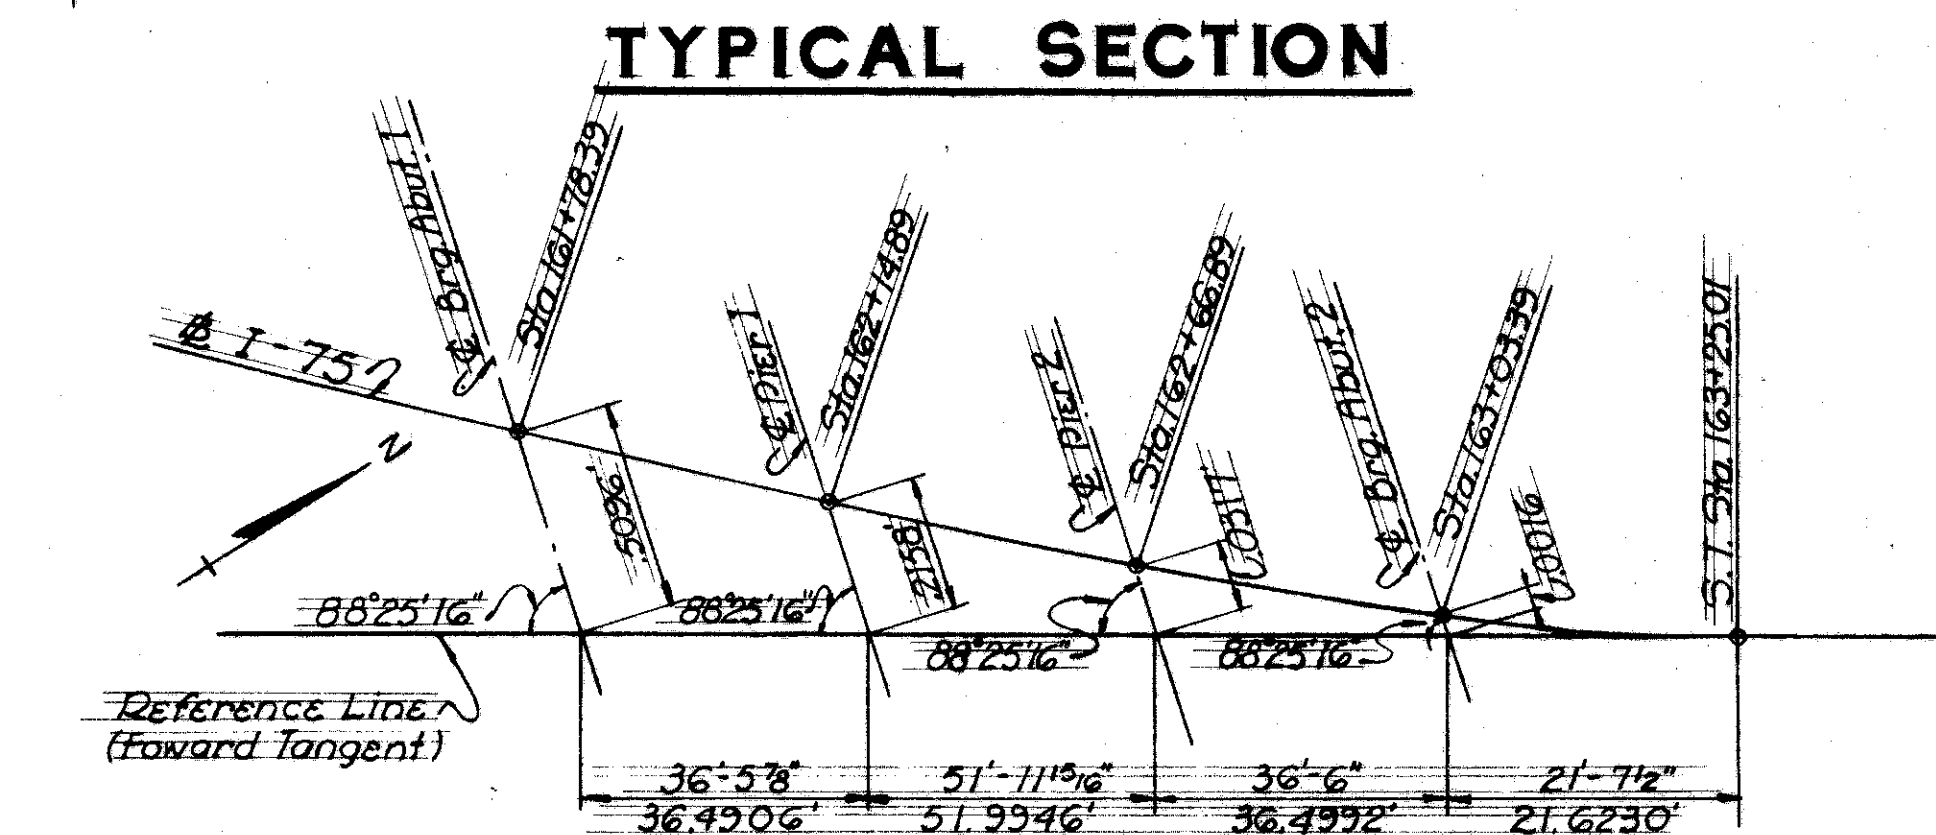 TYPICAL SECTION
℄ Brg. Abut. 1
Sta. 161+78.39
℄ Pier 1
Sta. 162+14.89
℄ Pier 2
Sta. 162+66.89
℄ Brg. Abut. 2
Sta. 163+03.39
S.T. Sta. 163+25.01
I-75
N
.5096'
.2158'
.0317'
.0016'
88°25'16"
88°25'16"
88°25'16"
88°25'16"
Reference Line
(Foward Tangent)
36'-5⅞"
51'-11 15/16"
36'-6"
21'-7½"
36.4906'
51.9946'
36.4992'
21.6230'